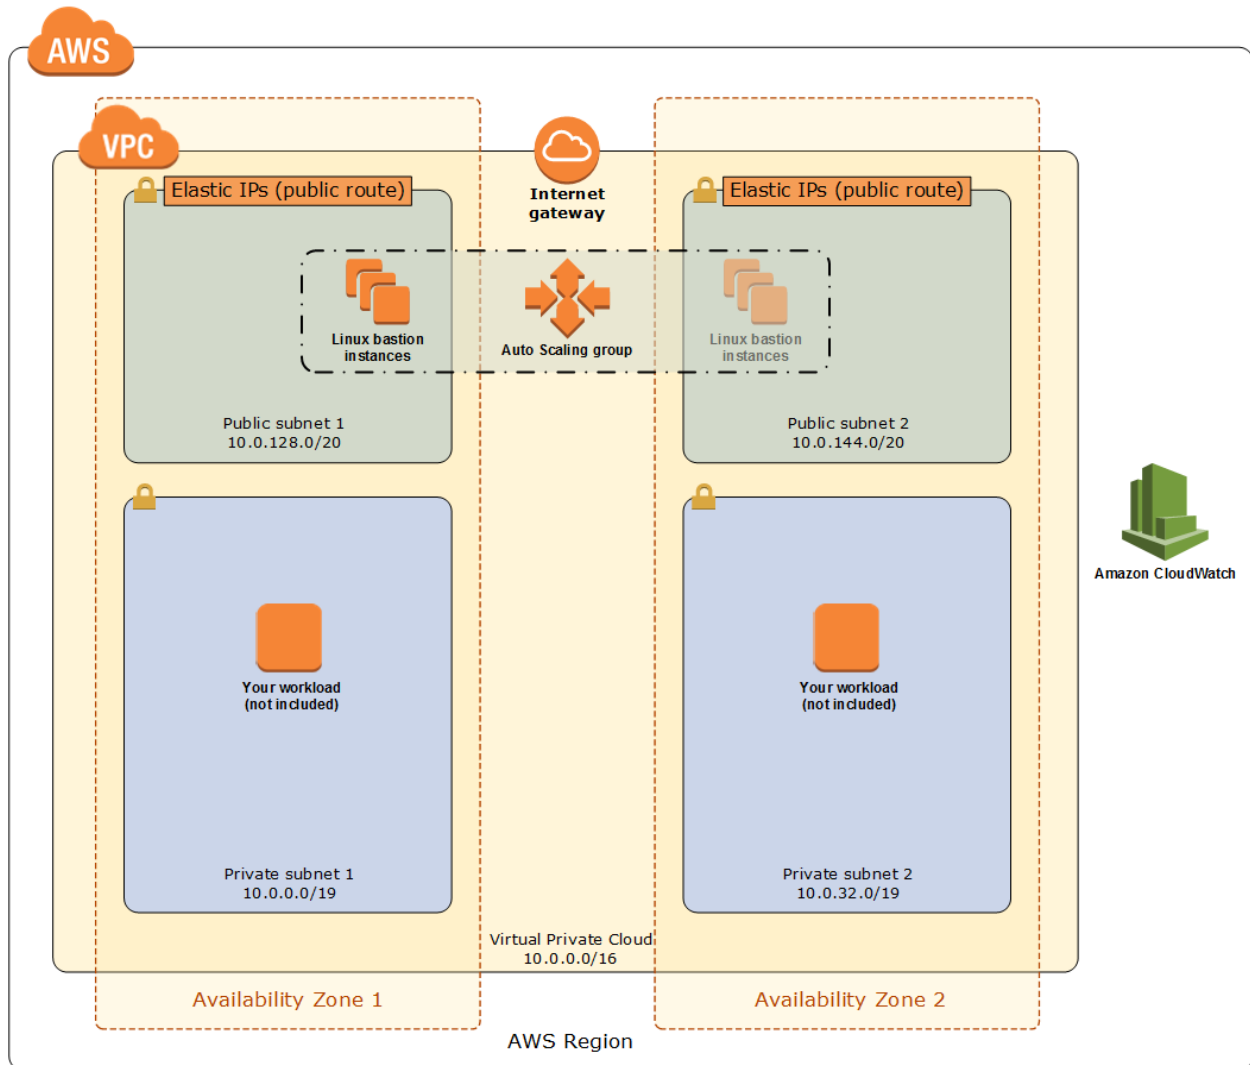 AWS
VPC
Elastic IPs (public route)
Internet
gateway
Elastic IPs (public route)
Linux bastion
instances
Auto Scaling group
Linux bastion
instances
Public subnet 1
10.0.128.0/20
Public subnet 2
10.0.144.0/20
Amazon CloudWatch
Your workload
(not included)
Your workload
(not included)
Private subnet 1
10.0.0.0/19
Private subnet 2
10.0.32.0/19
Virtual Private Cloud
10.0.0.0/16
Availability Zone 1
Availability Zone 2
AWS Region